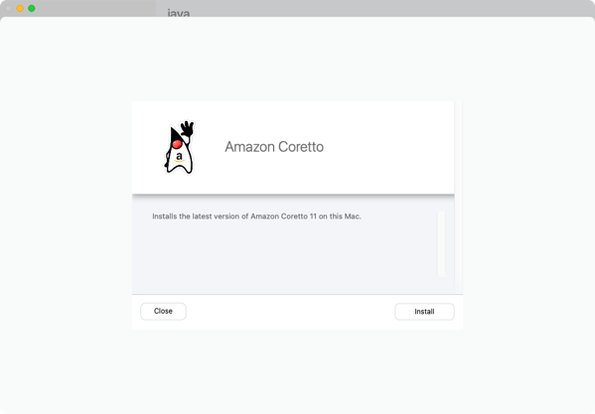 java
Amazon Coretto
Installs the latest version of Amazon Coretto 11 on this Mac.
Close
Install